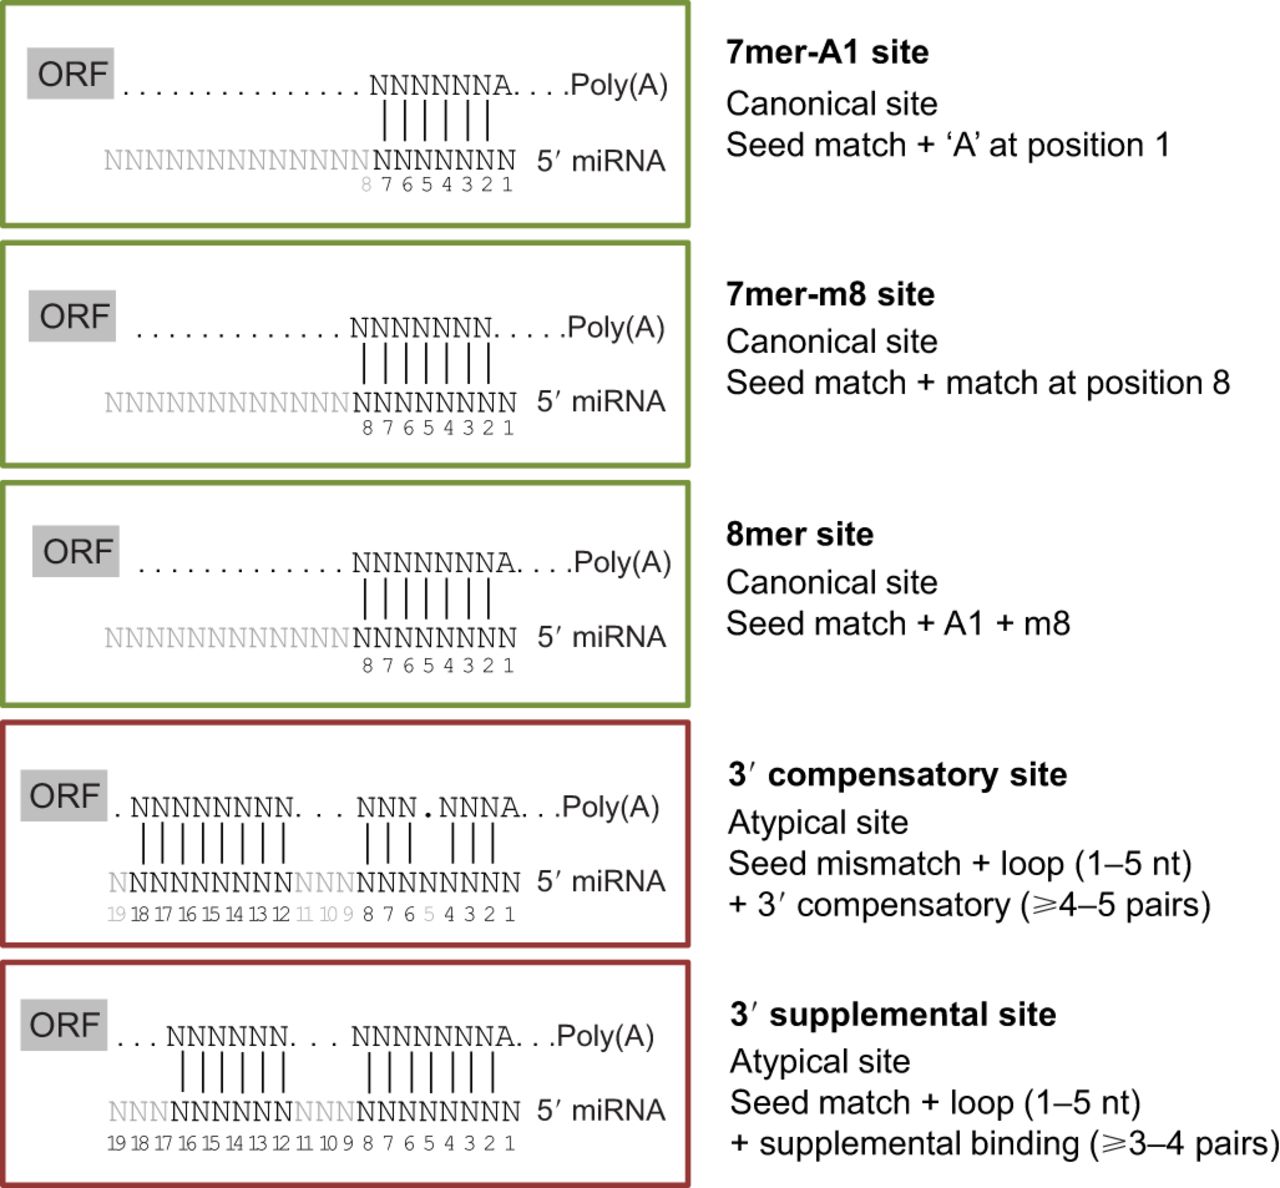 ORF
...............NNNNNNA....Poly(A)
NNNNNNNNNNNNNNNNNNNN 5′ miRNA
8 7 6 5 4 3 2 1
7mer-A1 site
Canonical site
Seed match + ‘A’ at position 1
ORF
.............NNNNNNN.....Poly(A)
NNNNNNNNNNNNNNNNNNNN 5′ miRNA
8 7 6 5 4 3 2 1
7mer-m8 site
Canonical site
Seed match + match at position 8
ORF
.............NNNNNNNA....Poly(A)
NNNNNNNNNNNNNNNNNNNN 5′ miRNA
8 7 6 5 4 3 2 1
8mer site
Canonical site
Seed match + A1 + m8
ORF
.NNNNNNNN...NNN.NNNA...Poly(A)
NNNNNNNNNNNNNNNNNNNN 5′ miRNA
19 18 17 16 15 14 13 12 11 10 9 8 7 6 5 4 3 2 1
3′ compensatory site
Atypical site
Seed mismatch + loop (1–5 nt)
+ 3′ compensatory (⩾4–5 pairs)
ORF
...NNNNNN...NNNNNNNA...Poly(A)
NNNNNNNNNNNNNNNNNNNN 5′ miRNA
19 18 17 16 15 14 13 12 11 10 9 8 7 6 5 4 3 2 1
3′ supplemental site
Atypical site
Seed match + loop (1–5 nt)
+ supplemental binding (⩾3–4 pairs)